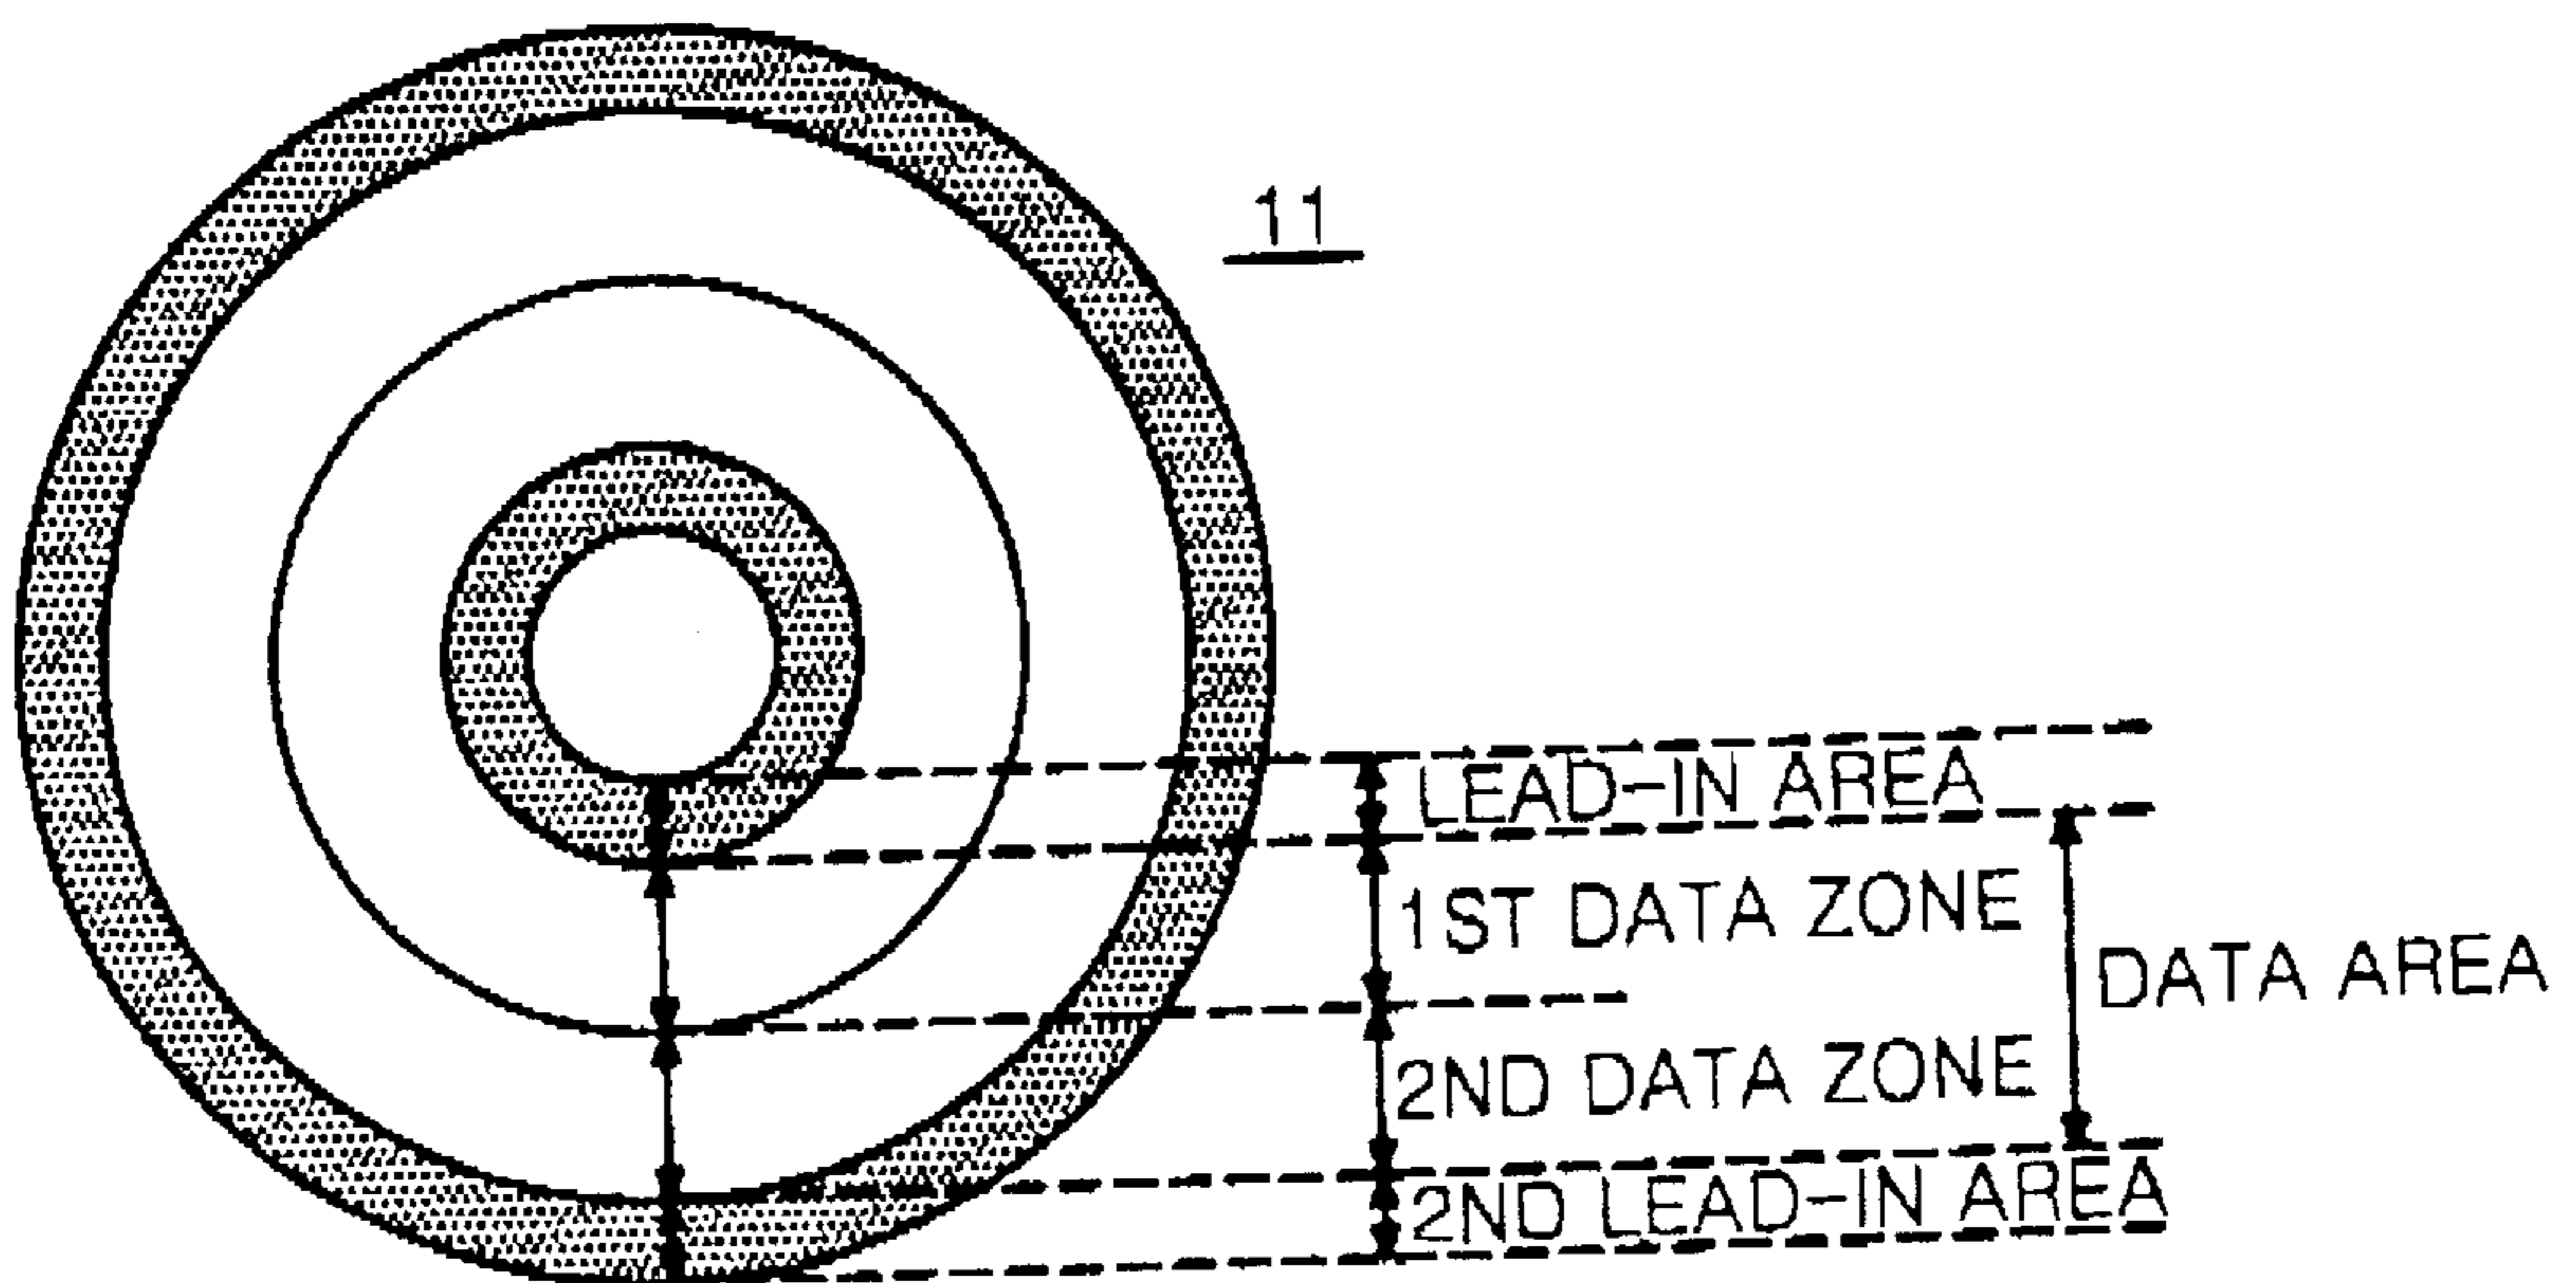 11
LEAD-IN AREA
1ST DATA ZONE
DATA AREA
2ND DATA ZONE
2ND LEAD-IN AREA